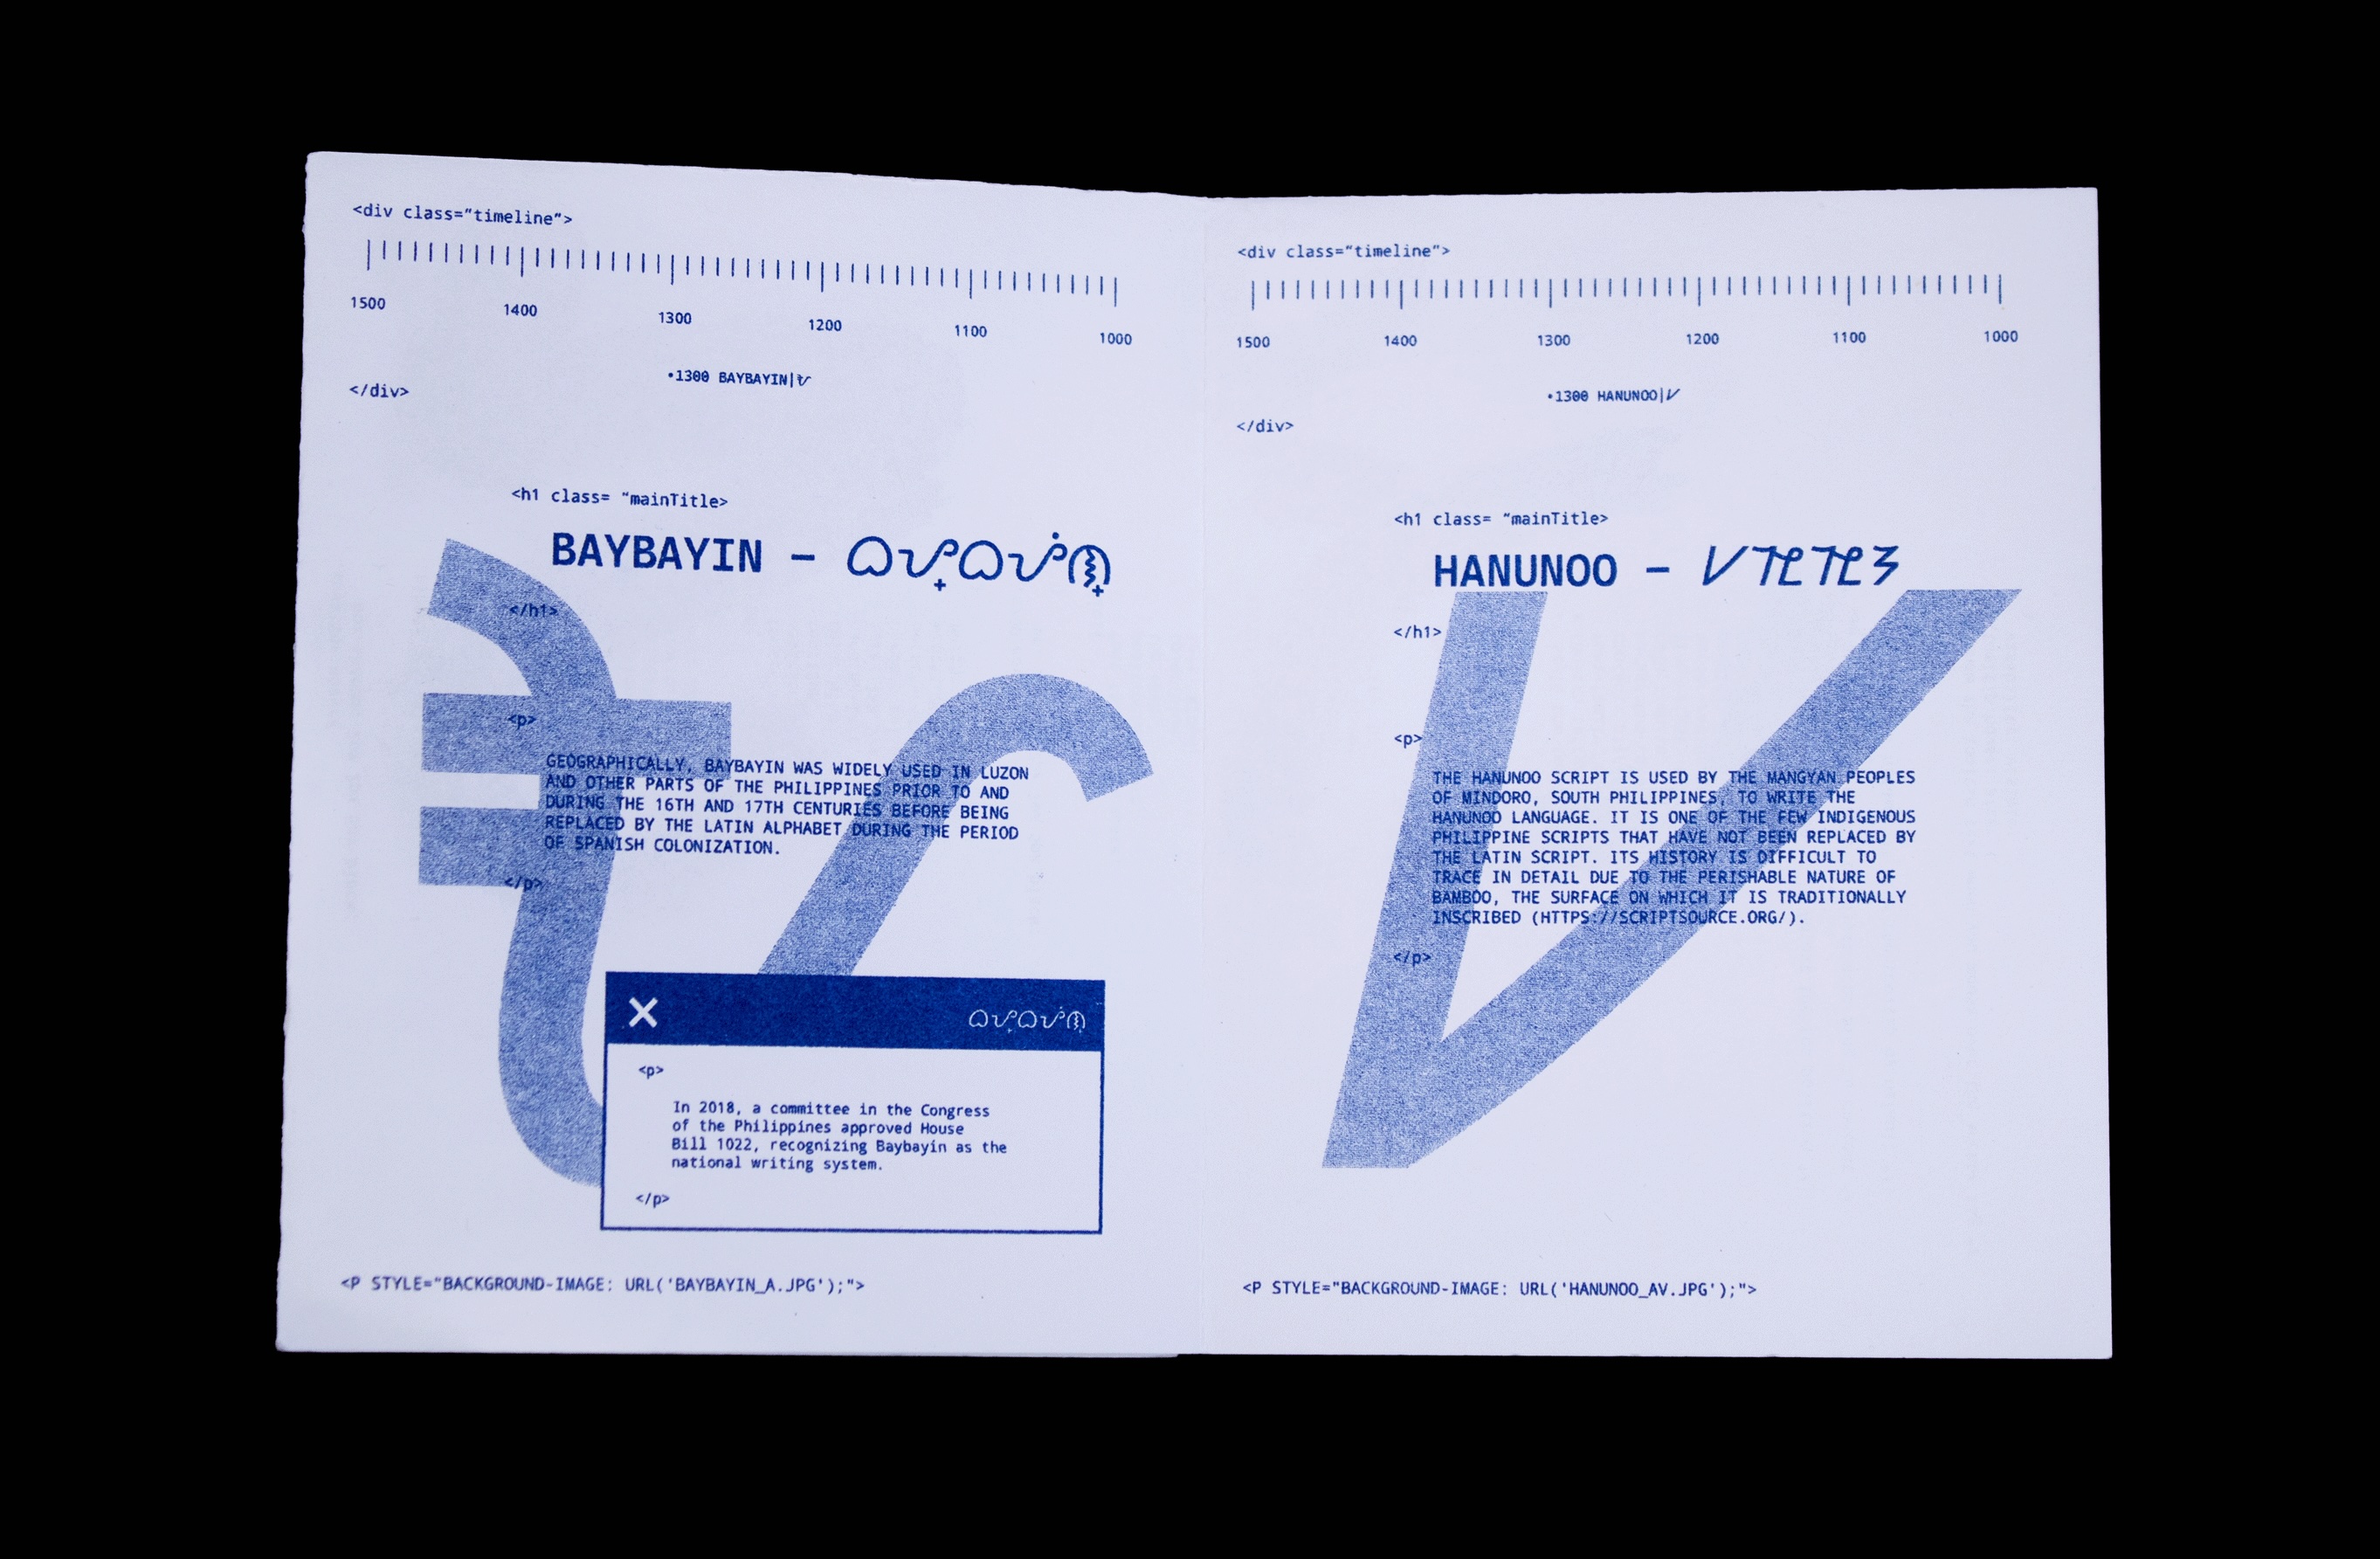 <div class="timeline">
1500 1400 1300 1200 1100 1000
•1300 BAYBAYIN|ᜀ
</div>
<h1 class= “mainTitle>
BAYBAYIN – ᜊᜌ᜔ᜊᜌᜒᜈ᜔
</h1>
<p>
GEOGRAPHICALLY, BAYBAYIN WAS WIDELY USED IN LUZON
AND OTHER PARTS OF THE PHILIPPINES PRIOR TO AND
DURING THE 16TH AND 17TH CENTURIES BEFORE BEING
REPLACED BY THE LATIN ALPHABET DURING THE PERIOD
OF SPANISH COLONIZATION.
</p>
ᜊᜌ᜔ᜊᜌᜒᜈ᜔
<p>
In 2018, a committee in the Congress
of the Philippines approved House
Bill 1022, recognizing Baybayin as the
national writing system.
</p>
<P STYLE="BACKGROUND-IMAGE: URL('BAYBAYIN_A.JPG');">
<div class="timeline">
1500 1400 1300 1200 1100 1000
•1300 HANUNOO|ᜠ
</div>
<h1 class= “mainTitle>
HANUNOO –
</h1>
<p>
THE HANUNOO SCRIPT IS USED BY THE MANGYAN PEOPLES
OF MINDORO, SOUTH PHILIPPINES, TO WRITE THE
HANUNOO LANGUAGE. IT IS ONE OF THE FEW INDIGENOUS
PHILIPPINE SCRIPTS THAT HAVE NOT BEEN REPLACED BY
THE LATIN SCRIPT. ITS HISTORY IS DIFFICULT TO
TRACE IN DETAIL DUE TO THE PERISHABLE NATURE OF
BAMBOO, THE SURFACE ON WHICH IT IS TRADITIONALLY
INSCRIBED (HTTPS://SCRIPTSOURCE.ORG/).
</p>
<P STYLE="BACKGROUND-IMAGE: URL('HANUNOO_AV.JPG');">